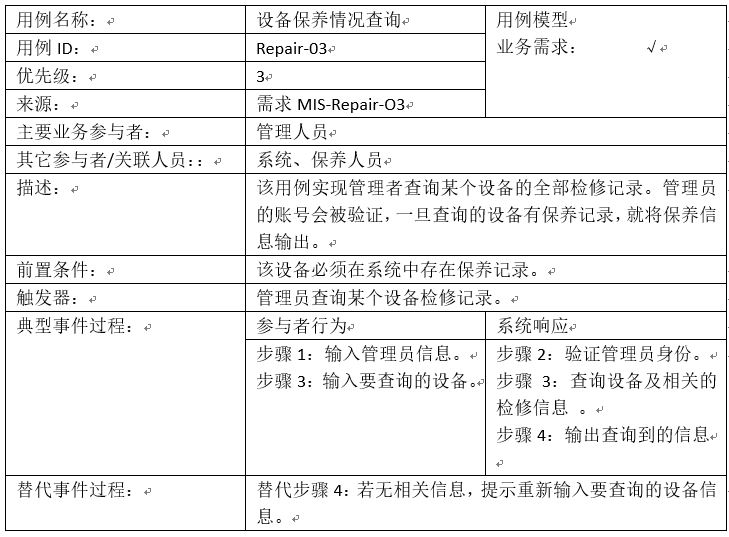 用例名称： 设备保养情况查询 用例模型
用例 ID： Repair-03 业务需求： √
优先级： 3
来源： 需求 MIS-Repair-O3
主要业务参与者： 管理人员
其它参与者/关联人员：： 系统、保养人员
描述： 该用例实现管理者查询某个设备的全部检修记录。管理员
的账号会被验证，一旦查询的设备有保养记录，就将保养信
息输出。
前置条件： 该设备必须在系统中存在保养记录。
触发器： 管理员查询某个设备检修记录。
典型事件过程： 参与者行为 系统响应
步骤 1：输入管理员信息。 步骤 2：验证管理员身份。
步骤 3：输入要查询的设备。 步骤 3：查询设备及相关的
检修信息 。
步骤 4：输出查询到的信息
替代事件过程： 替代步骤 4：若无相关信息，提示重新输入要查询的设备信
息。